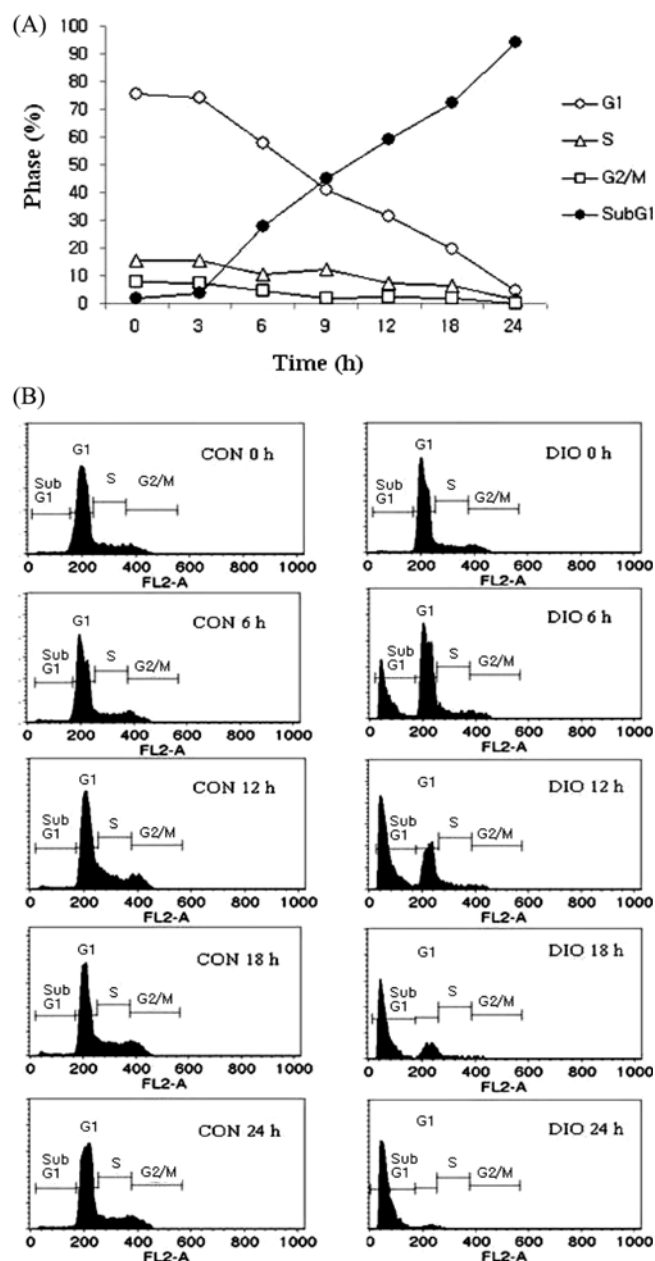 (A)
100
90
80
70
60
50
40
30
20
10
0
Phase (%)
0 3 6 9 12 18 24
Time (h)
G1
S
G2/M
SubG1
(B)
CON 0 h
Sub
G1
G1
S
G2/M
0 200 400 600 800 1000
FL2-A
DIO 0 h
Sub
G1
G1
S
G2/M
0 200 400 600 800 1000
FL2-A
CON 6 h
Sub
G1
G1
S
G2/M
0 200 400 600 800 1000
FL2-A
DIO 6 h
Sub
G1
G1
S
G2/M
0 200 400 600 800 1000
FL2-A
CON 12 h
Sub
G1
G1
S
G2/M
0 200 400 600 800 1000
FL2-A
DIO 12 h
Sub
G1
G1
S
G2/M
0 200 400 600 800 1000
FL2-A
CON 18 h
Sub
G1
G1
S
G2/M
0 200 400 600 800 1000
FL2-A
DIO 18 h
Sub
G1
G1
S
G2/M
0 200 400 600 800 1000
FL2-A
CON 24 h
Sub
G1
G1
S
G2/M
0 200 400 600 800 1000
FL2-A
DIO 24 h
Sub
G1
G1
S
G2/M
0 200 400 600 800 1000
FL2-A